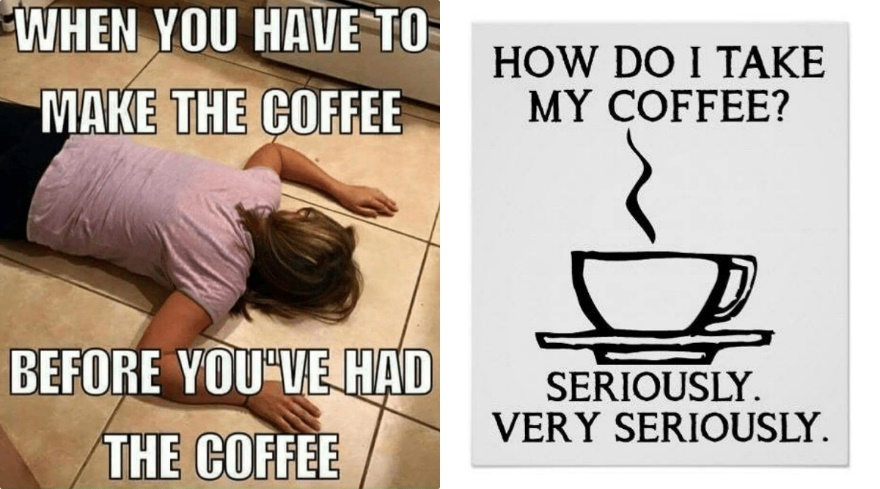 WHEN YOU HAVE TO
MAKE THE COFFEE
BEFORE YOU'VE HAD
THE COFFEE
HOW DO I TAKE
MY COFFEE?
SERIOUSLY.
VERY SERIOUSLY.